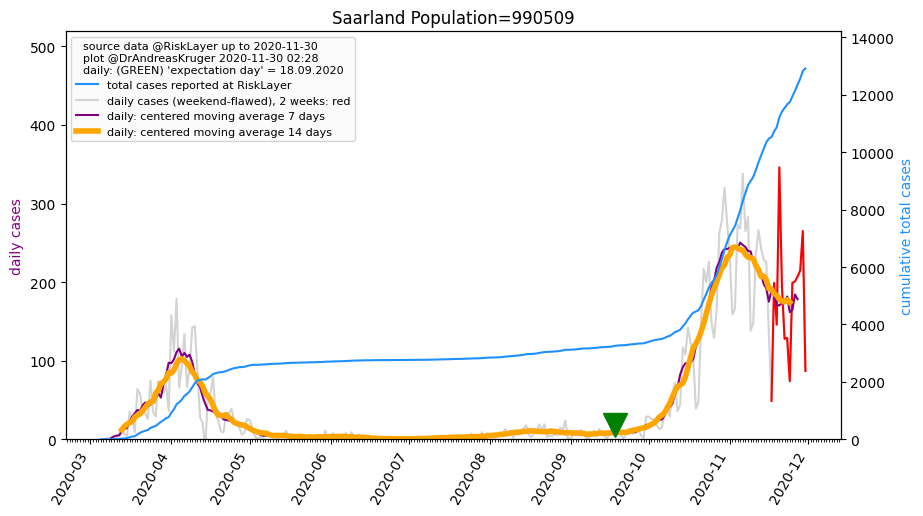 Saarland Population=990509
source data @RiskLayer up to 2020-11-30
plot @DrAndreasKruger 2020-11-30 02:28
daily: (GREEN) 'expectation day' = 18.09.2020
total cases reported at RiskLayer
daily cases (weekend-flawed), 2 weeks: red
daily: centered moving average 7 days
daily: centered moving average 14 days
daily cases
500
400
300
200
100
0
cumulative total cases
14000
12000
10000
8000
6000
4000
2000
0
2020-03
2020-04
2020-05
2020-06
2020-07
2020-08
2020-09
2020-10
2020-11
2020-12